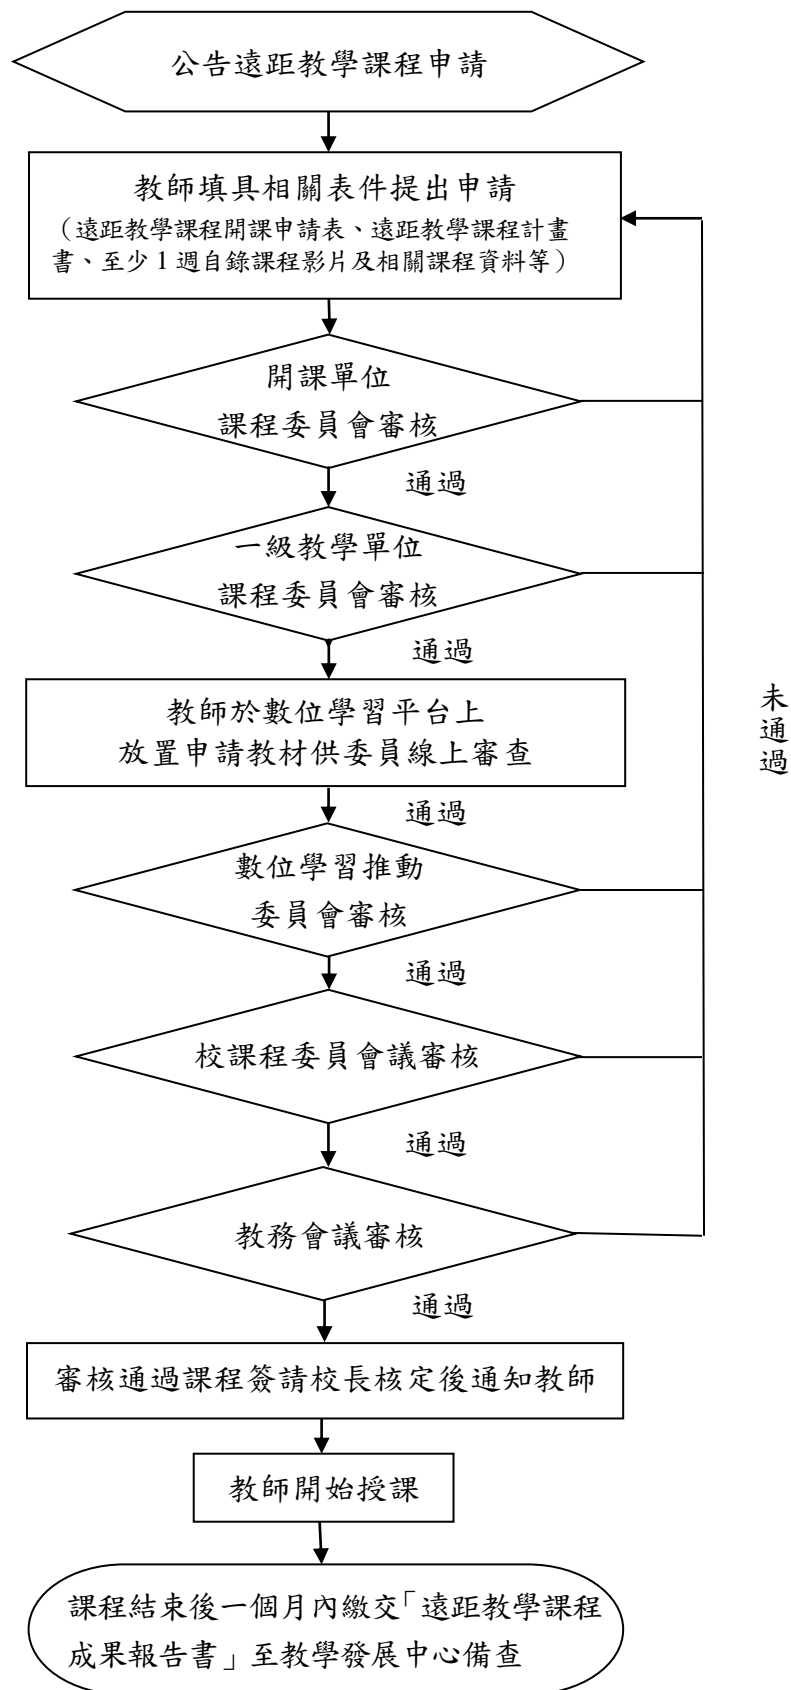 公告遠距教學課程申請
教師填具相關表件提出申請
（遠距教學課程開課申請表、遠距教學課程計畫
書、至少1週自錄課程影片及相關課程資料等）
開課單位
課程委員會審核
通過
一級教學單位
課程委員會審核
通過
教師於數位學習平台上
放置申請教材供委員線上審查
未通過
通過
數位學習推動
委員會審核
通過
校課程委員會議審核
通過
教務會議審核
通過
審核通過課程簽請校長核定後通知教師
教師開始授課
課程結束後一個月內繳交「遠距教學課程
成果報告書」至教學發展中心備查